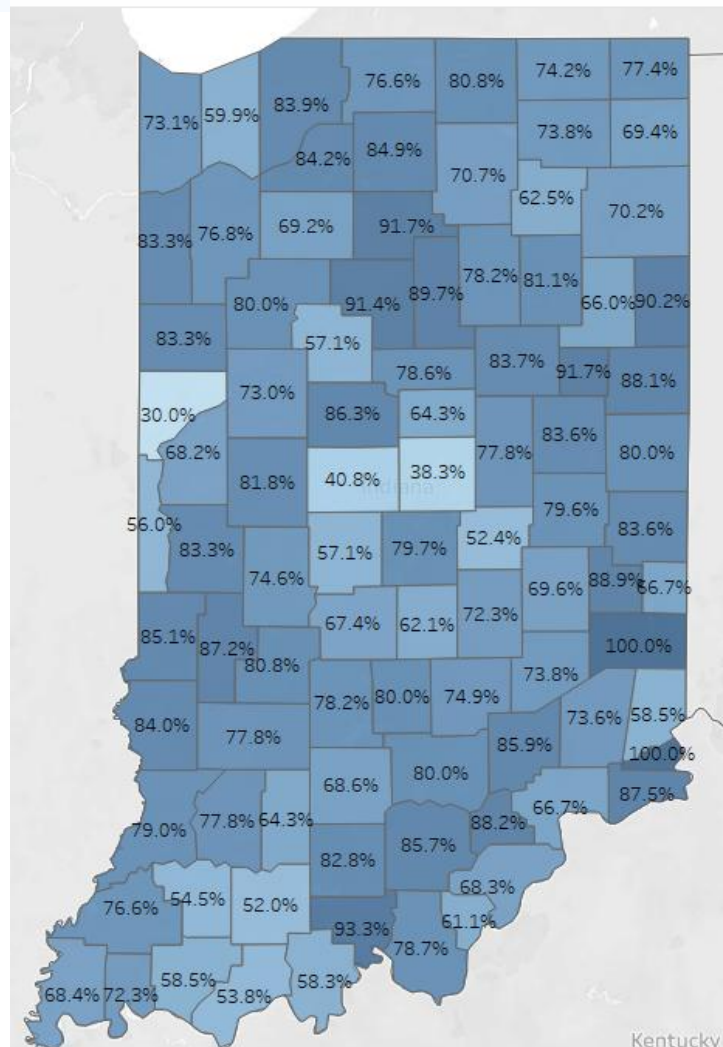 76.6% 80.8% 74.2% 77.4%
73.1% 59.9% 83.9%
73.8% 69.4%
84.2% 84.9%
70.7%
62.5%
70.2%
83.3% 76.8% 69.2% 91.7%
78.2% 81.1%
80.0% 91.4% 89.7% 66.0% 90.2%
83.3% 57.1%
83.7%
73.0% 78.6% 91.7% 88.1%
30.0% 86.3% 64.3%
68.2% 77.8% 83.6% 80.0%
81.8% 40.8% 38.3%
Indiana
79.6%
56.0% 83.3% 57.1% 79.7% 52.4% 83.6%
74.6% 69.6% 88.9% 66.7%
67.4% 62.1% 72.3%
85.1% 87.2% 80.8% 100.0%
78.2% 80.0% 74.9% 73.8%
84.0% 77.8% 73.6% 58.5%
85.9% 100.0%
68.6% 80.0%
79.0% 77.8% 64.3% 66.7% 87.5%
82.8% 85.7% 88.2%
68.3%
76.6% 54.5% 52.0%
93.3% 61.1%
78.7%
68.4% 72.3% 58.5% 53.8% 58.3%
Kentucky